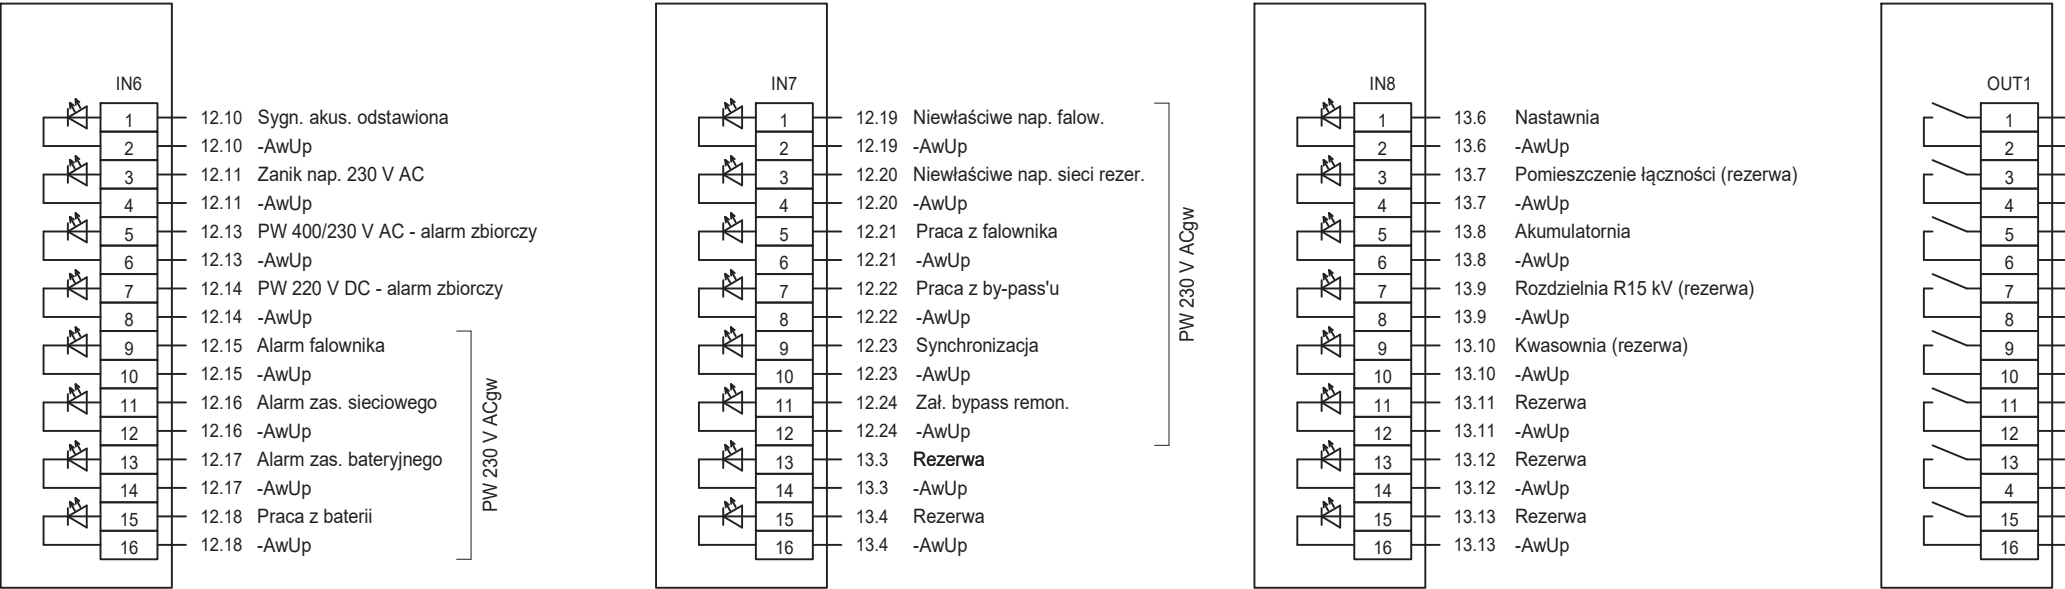 IN6
1 12.10 Sygn. akus. odstawiona
2 12.10 -AwUp
3 12.11 Zanik nap. 230 V AC
4 12.11 -AwUp
5 12.13 PW 400/230 V AC - alarm zbiorczy
6 12.13 -AwUp
7 12.14 PW 220 V DC - alarm zbiorczy
8 12.14 -AwUp
9 12.15 Alarm falownika
10 12.15 -AwUp
11 12.16 Alarm zas. sieciowego
12 12.16 -AwUp
13 12.17 Alarm zas. bateryjnego
14 12.17 -AwUp
15 12.18 Praca z baterii
16 12.18 -AwUp
PW 230 V ACgw
IN7
1 12.19 Niewłaściwe nap. falow.
2 12.19 -AwUp
3 12.20 Niewłaściwe nap. sieci rezer.
4 12.20 -AwUp
5 12.21 Praca z falownika
6 12.21 -AwUp
7 12.22 Praca z by-pass'u
8 12.22 -AwUp
9 12.23 Synchronizacja
10 12.23 -AwUp
11 12.24 Zał. bypass remon.
12 12.24 -AwUp
13 13.3 Rezerwa
14 13.3 -AwUp
15 13.4 Rezerwa
16 13.4 -AwUp
PW 230 V ACgw
IN8
1 13.6 Nastawnia
2 13.6 -AwUp
3 13.7 Pomieszczenie łączności (rezerwa)
4 13.7 -AwUp
5 13.8 Akumulatornia
6 13.8 -AwUp
7 13.9 Rozdzielnia R15 kV (rezerwa)
8 13.9 -AwUp
9 13.10 Kwasownia (rezerwa)
10 13.10 -AwUp
11 13.11 Rezerwa
12 13.11 -AwUp
13 13.12 Rezerwa
14 13.12 -AwUp
15 13.13 Rezerwa
16 13.13 -AwUp
OUT1
1
2
3
4
5
6
7
8
9
10
11
12
13
4
15
16